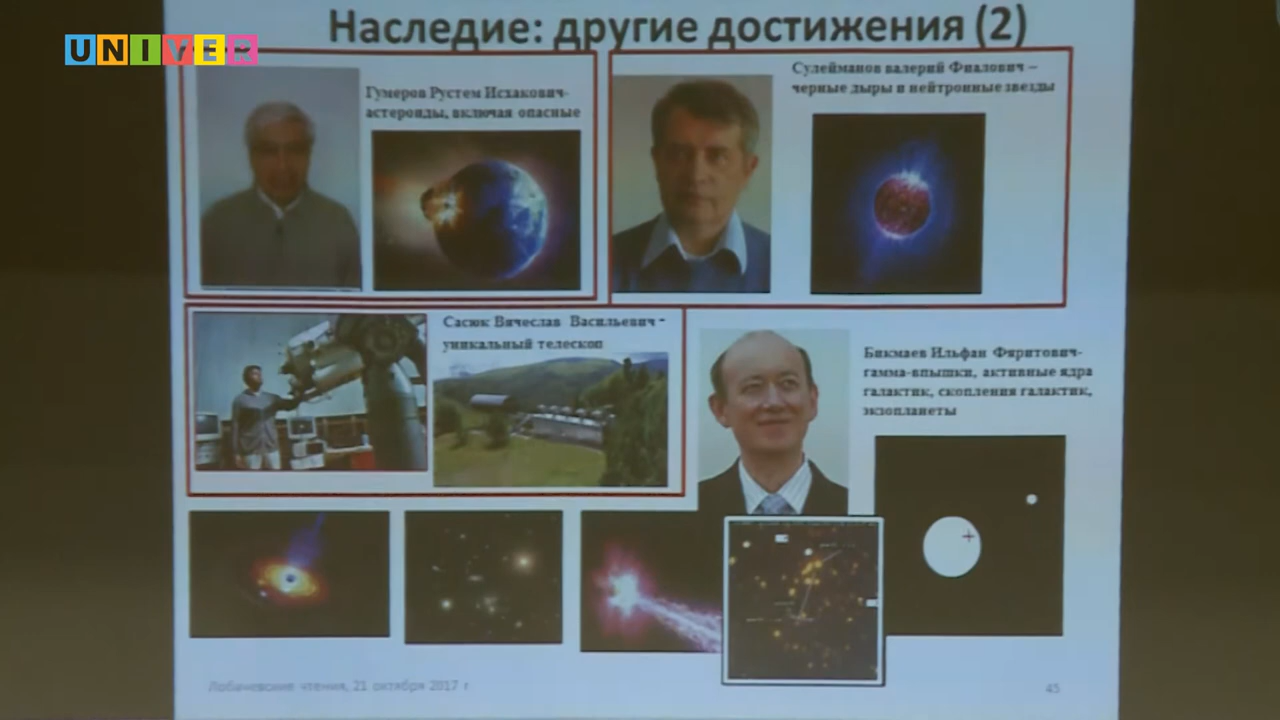 UNIVER
Наследие: другие достижения (2)
Гумеров Рустем Исхакович-
астероиды, включая опасные
Сулейманов валерий Фиалович –
черные дыры и нейтронные звезды
Сасюк Вячеслав Васильевич -
уникальный телескоп
Бикмаев Ильфан Фяритович-
гамма-впышки, активные ядра
галактик, скопления галактик,
экзопланеты
Лобачевские чтения, 21 октября 2017 г
45